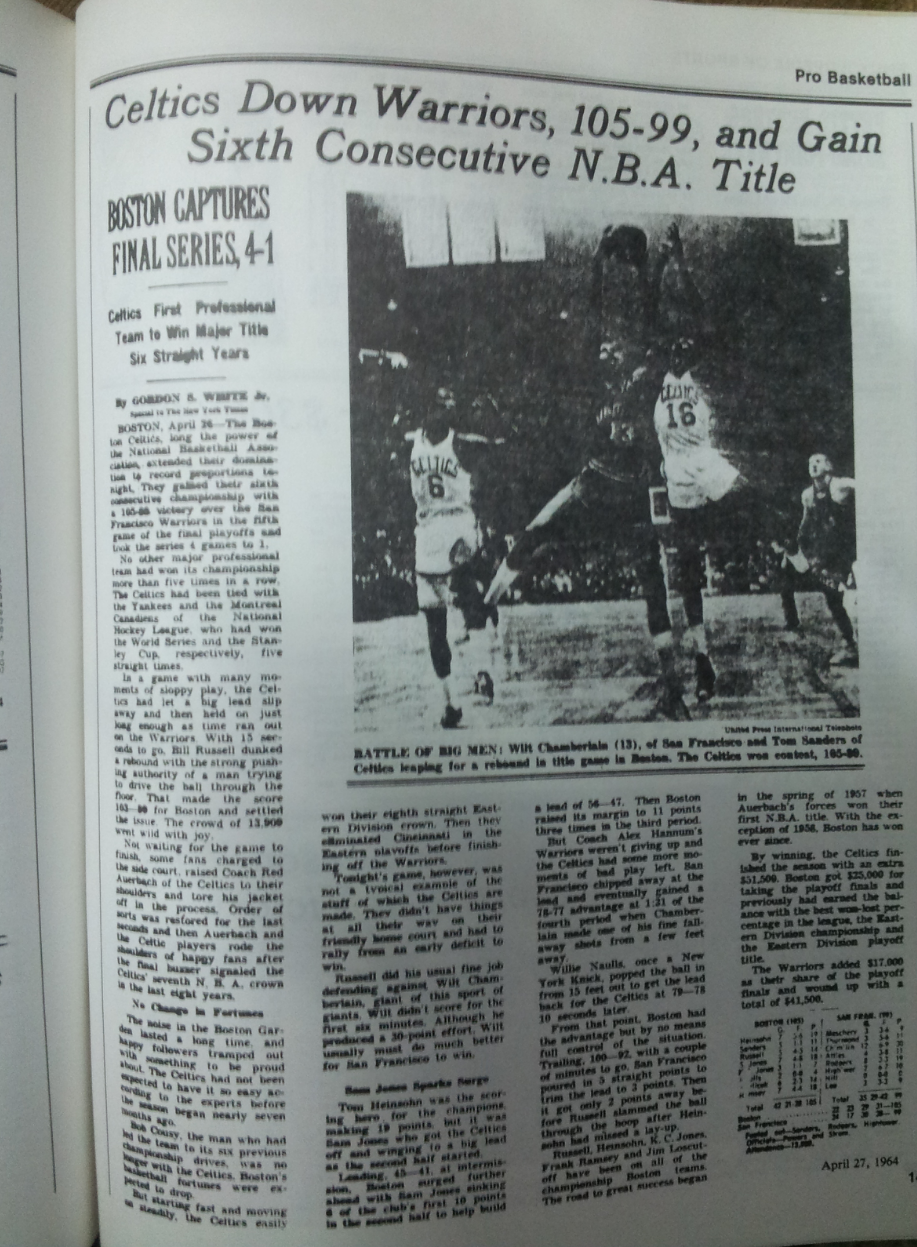 Pro Basketball
Celtics Down Warriors, 105-99, and Gain
Sixth Consecutive N.B.A. Title
BOSTON CAPTURES
FINAL SERIES, 4-1
Celtics First Professional
Team to Win Major Title
Six Straight Years
By GORDON S. WHITE Jr.
Special to The New York Times
BOSTON, April 26—The Bos-
ton Celtics, long the power of
the National Basketball Asso-
ciation, extended their domina-
tion to record proportions to-
night. They gained their sixth
consecutive championship with
a 105-99 victory over the San
Francisco Warriors in the fifth
game of the final playoffs and
took the series 4 games to 1.
No other major professional
team had won its championship
more than five times in a row.
The Celtics had been tied with
the Yankees and the Montreal
Canadiens of the National
Hockey League, who had won
the World Series and the Stan-
ley Cup, respectively, five
straight times.
In a game with many mo-
ments of sloppy play, the Cel-
tics had let a big lead slip
away and then held on just
long enough as time ran out
on the Warriors. With 15 sec-
onds to go, Bill Russell dunked
a rebound with the strong push-
ing authority of a man trying
to drive the ball through the
floor. That made the score
for Boston and settled
the issue. The crowd of 13,909
went wild with joy.
Not waiting for the game to
finish, some fans charged to
the side court, raised Coach Red
Auerbach of the Celtics to their
shoulders and tore his jacket
off in the process. Order of
sorts was restored for the last
seconds and then Auerbach and
the Celtic players rode the
shoulders of happy fans after
the final buzzer signaled the
Celtics' seventh N. B. A. crown
in the last eight years.
No Change in Fortunes
The noise in the Boston Gar-
den lasted a long time, and
happy followers tramped out
with something to be proud
about. The Celtics had not been
expected to have it so easy ac-
cording to the experts before
the season began nearly seven
months ago.
Bob Cousy, the man who had
led the team to its six previous
championship drives, was no
longer with the Celtics. Boston's
basketball fortunes were ex-
pected to drop.
But starting fast and moving
on steadily, the Celtics easily
CELTICS
6
13
CELTICS
16
United Press International Telephoto
BATTLE OF BIG MEN: Wilt Chamberlain (13), of San Francisco and Tom Sanders of
Celtics leaping for a rebound in title game in Boston. The Celtics won contest, 105-99.
won their eighth straight East-
ern Division crown. Then they
eliminated Cincinnati in the
Eastern playoffs before finish-
ing off the Warriors.
Tonight's game, however, was
not a typical example of the
stuff of which the Celtics are
made. They didn't have things
at all their way on their
friendly home court and had to
rally from an early deficit to
win.
Russell did his usual fine job
defending against Wilt Cham-
berlain, giant of this sport of
giants. Wilt didn't score for the
first six minutes. Although he
produced a 30-point effort, Wilt
usually must do much better
for San Francisco to win.
Sam Jones Sparks Surge
Tom Heinsohn was the scor-
ing hero for the champions,
making 19 points, but it was
Sam Jones who got the Celtics
off and winging to a big lead
as the second half started.
Leading, 45—41, at intermis-
sion, Boston surged further
ahead with Sam Jones sinking
6 of the club's first 10 points
in the second half to help build
a lead of 56—47. Then Boston
raised its margin to 11 points
three times in the third period.
But Coach Alex Hannum's
Warriors weren't giving up and
the Celtics had some more mo-
ments of bad play left. San
Francisco chipped away at the
lead and eventually gained a
78-77 advantage at 1:21 of the
fourth period when Chamber-
lain made one of his fine fall-
away shots from a few feet
away.
Willie Naulls, once a New
York Knick, popped the ball in
from 15 feet out to get the lead
back for the Celtics at 79—78
10 seconds later.
From that point, Boston had
the advantage but by no means
full control of the situation.
Trailing, 100—92, with a couple
of minutes to go, San Francisco
poured in 5 straight points to
trim the lead to 3 points. Then
it got only 2 points away be-
fore Russell slammed the ball
through the hoop after Hein-
sohn had missed a lay-up.
Russell, Heinsohn, K. C. Jones,
Frank Ramsey and Jim Loscut-
off have been on all of the
championship Boston teams.
The road to great success began
in the spring of 1957 when
Auerbach's forces won their
first N.B.A. title. With the ex-
ception of 1958, Boston has won
ever since.
By winning, the Celtics fin-
ished the season with an extra
$51,500. Boston got $25,000 for
taking the playoff finals and
previously had earned the bal-
ance with the best won-lost per-
centage in the league, the East-
ern Division championship and
the Eastern Division playoff
title.
The Warriors added $17,000
as their share of the playoff
finals and wound up with a
total of $41,500.
BOSTON (105)
Heinsohn
Sanders
Russell
Total
SAN FRAN. (99)
Total
Boston
San Francisco
April 27, 1964